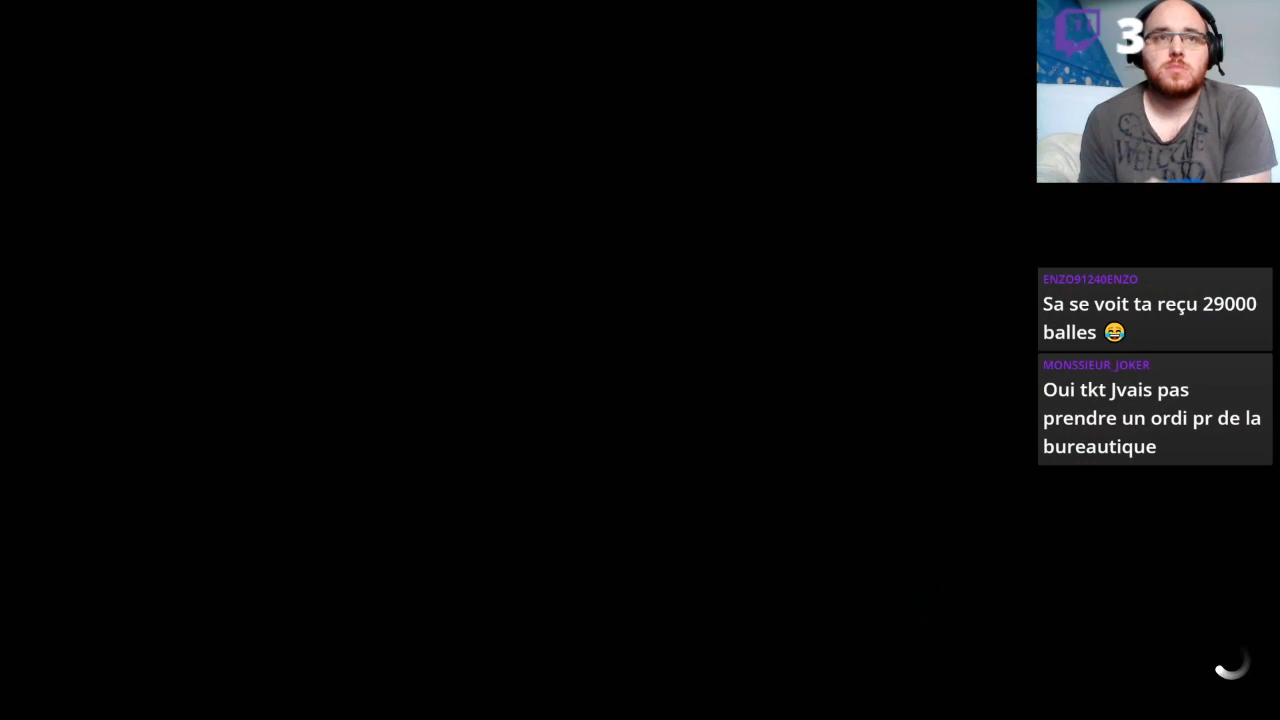 3
WELCOME
ENZO91240ENZO
Sa se voit ta reçu 29000
balles 😂
MONSSIEUR_JOKER
Oui tkt Jvais pas
prendre un ordi pr de la
bureautique